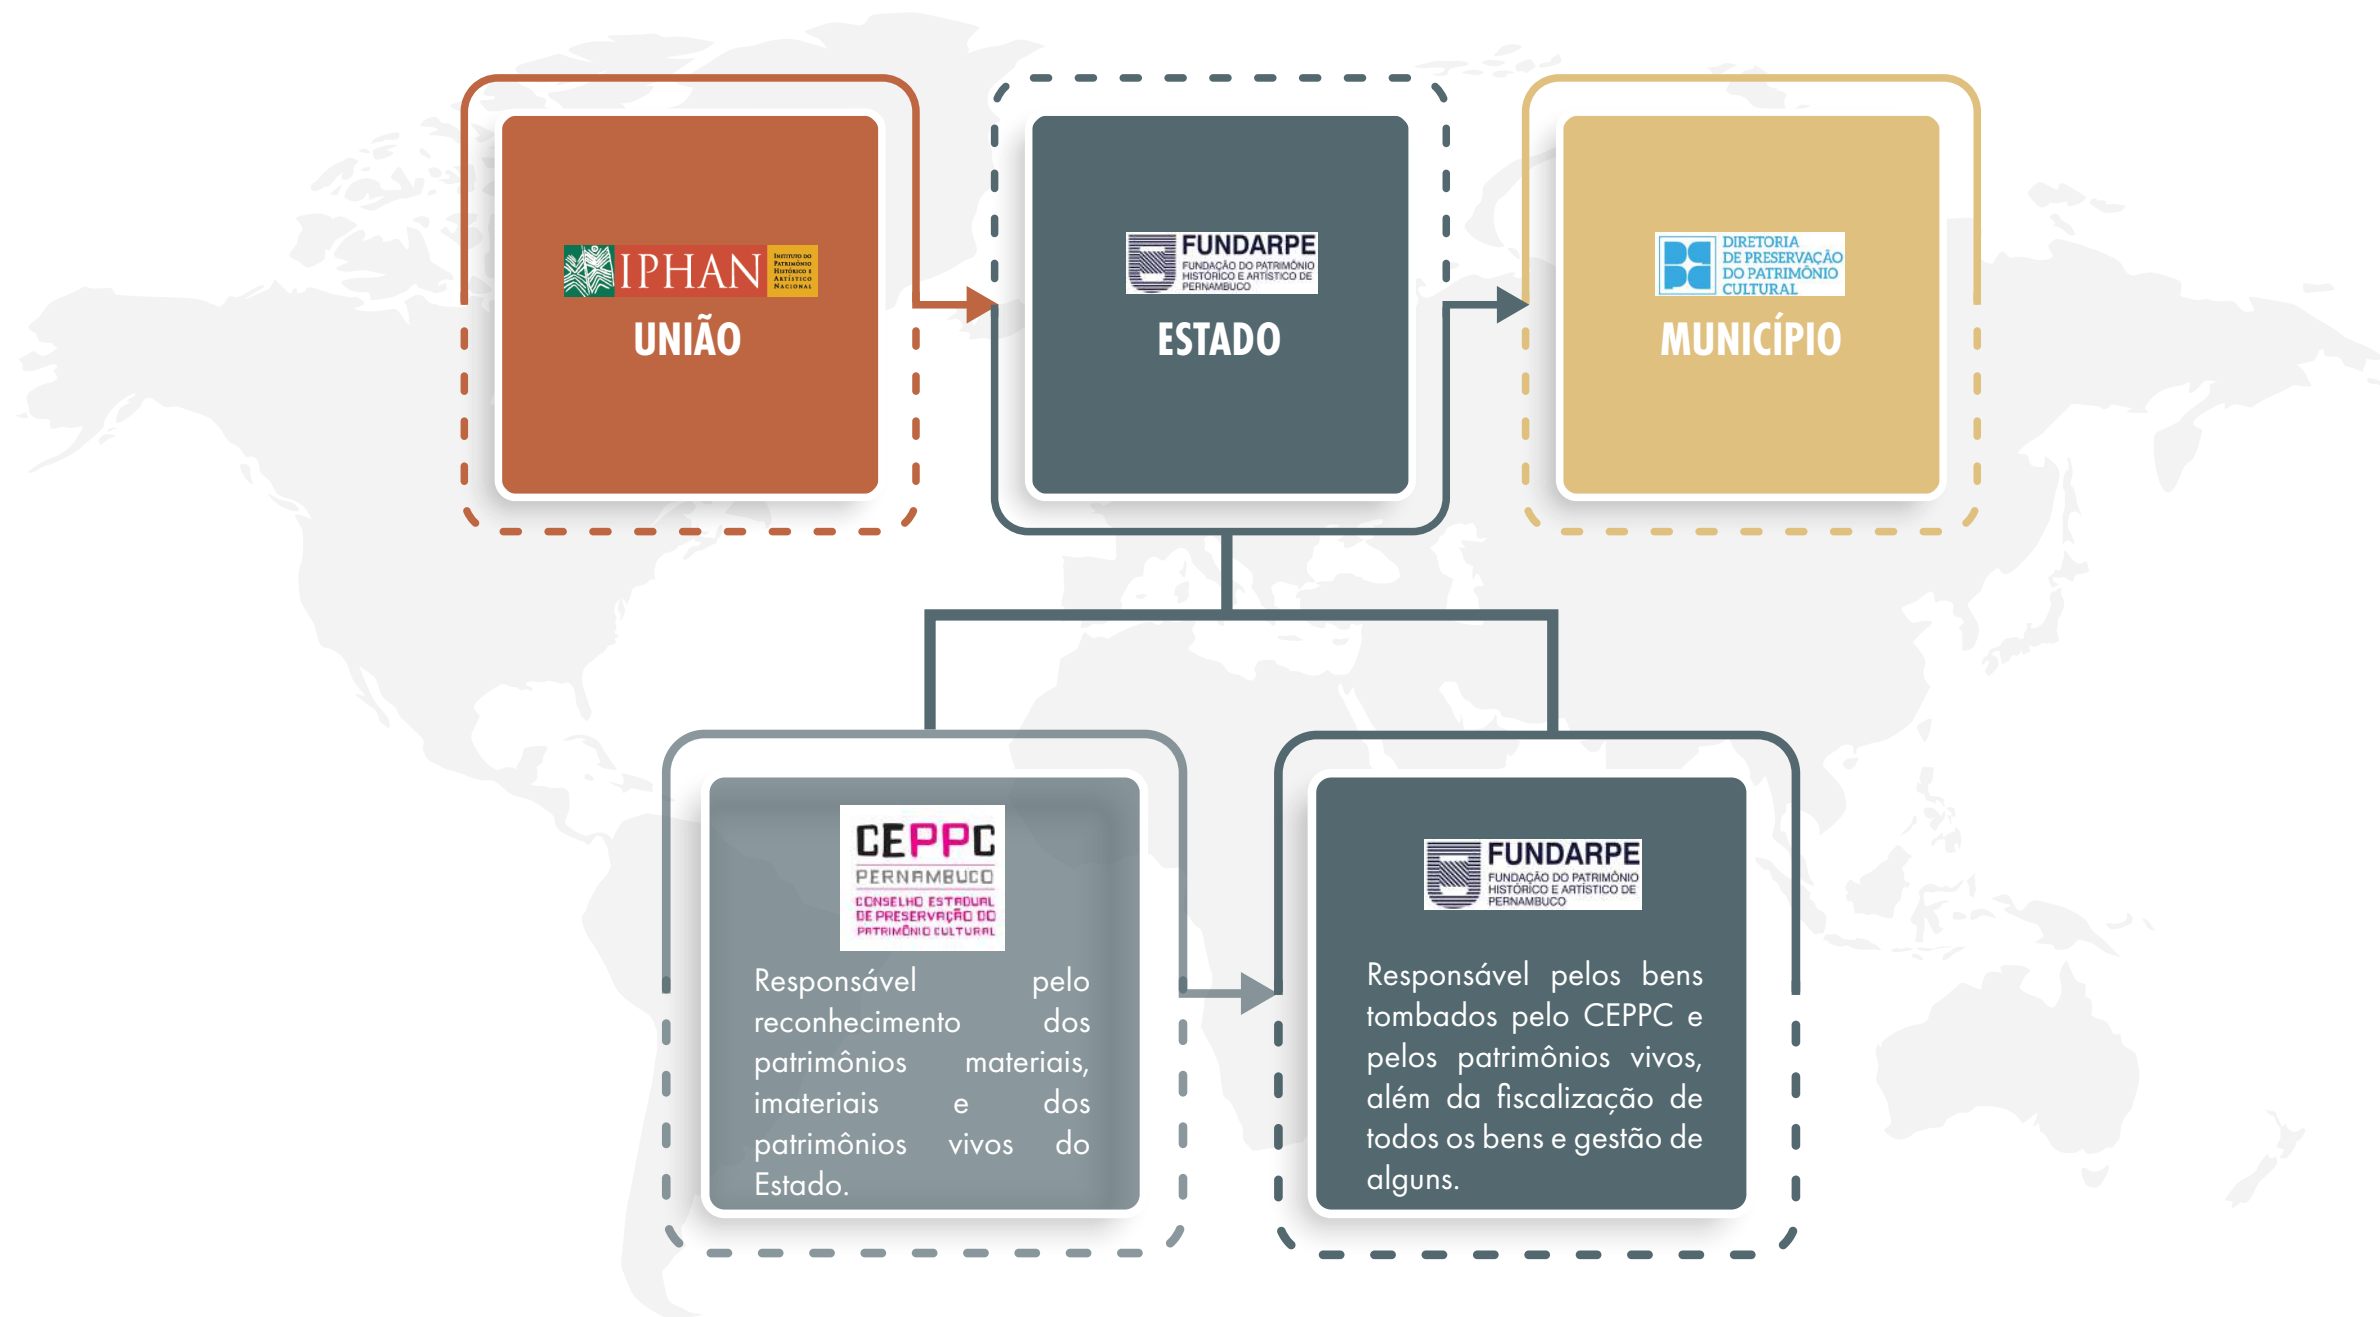 IPHAN
INSTITUTO DO
PATRIMÔNIO
HISTÓRICO E
ARTÍSTICO
NACIONAL
UNIÃO
FUNDARPE
FUNDAÇÃO DO PATRIMÔNIO
HISTÓRICO E ARTÍSTICO DE
PERNAMBUCO
ESTADO
DIRETORIA
DE PRESERVAÇÃO
DO PATRIMÔNIO
CULTURAL
MUNICÍPIO
CEPPC
PERNAMBUCO
CONSELHO ESTADUAL
DE PRESERVAÇÃO DO
PATRIMÔNIO CULTURAL
Responsável pelo
reconhecimento dos
patrimônios materiais,
imateriais e dos
patrimônios vivos do
Estado.
FUNDARPE
FUNDAÇÃO DO PATRIMÔNIO
HISTÓRICO E ARTÍSTICO DE
PERNAMBUCO
Responsável pelos bens
tombados pelo CEPPC e
pelos patrimônios vivos,
além da fiscalização de
todos os bens e gestão de
alguns.